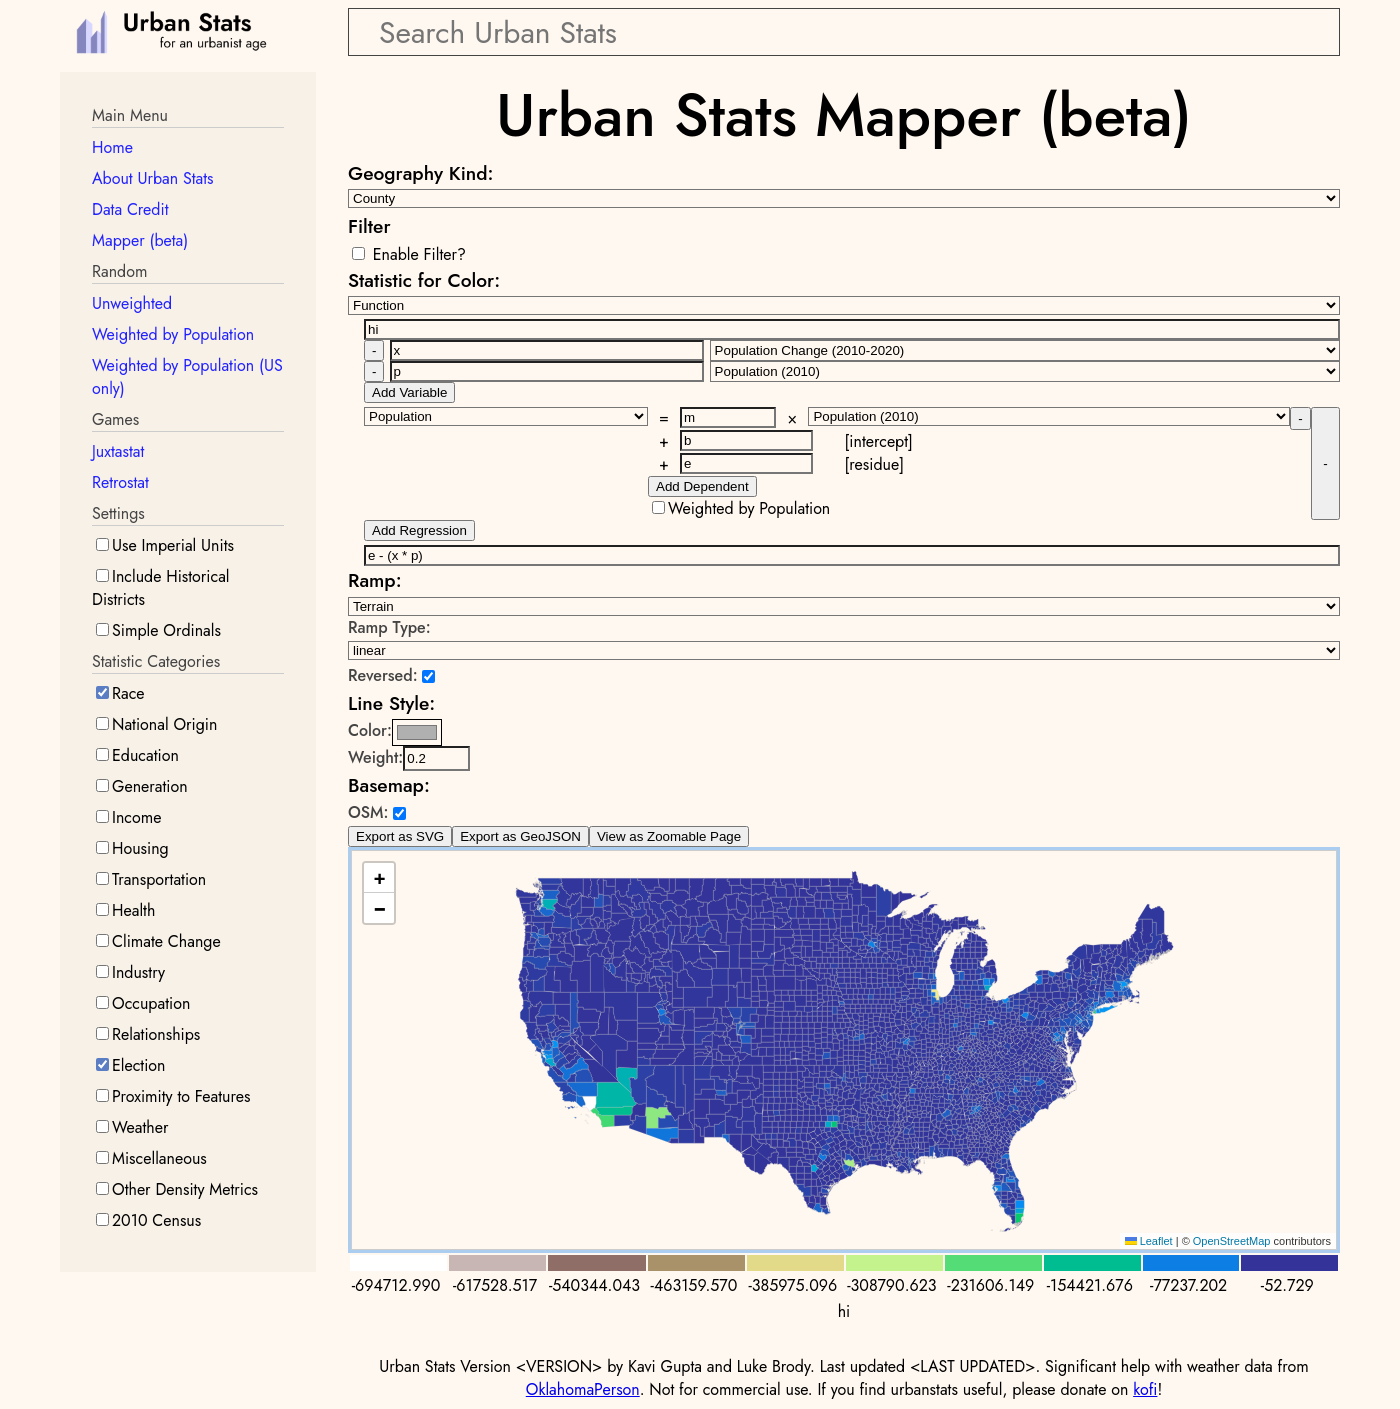 Urban Stats
for an urbanist age
Search Urban Stats
Main Menu
Home
About Urban Stats
Data Credit
Mapper (beta)
Random
Unweighted
Weighted by Population
Weighted by Population (US
only)
Games
Juxtastat
Retrostat
Settings
Use Imperial Units
Include Historical
Districts
Simple Ordinals
Statistic Categories
Race
National Origin
Education
Generation
Income
Housing
Transportation
Health
Climate Change
Industry
Occupation
Relationships
Election
Proximity to Features
Weather
Miscellaneous
Other Density Metrics
2010 Census
Urban Stats Mapper (beta)
Geography Kind:
County
Filter
Enable Filter?
Statistic for Color:
Function
hi
- x Population Change (2010-2020)
- p Population (2010)
Add Variable
Population = m × Population (2010) - -
+ b [intercept]
+ e [residue]
Add Dependent
Weighted by Population
Add Regression
e - (x * p)
Ramp:
Terrain
Ramp Type:
linear
Reversed:
Line Style:
Color:
Weight: 0.2
Basemap:
OSM:
Export as SVG Export as GeoJSON View as Zoomable Page
+
−
Leaflet | © OpenStreetMap contributors
-694712.990 -617528.517 -540344.043 -463159.570 -385975.096 -308790.623 -231606.149 -154421.676 -77237.202 -52.729
hi
Urban Stats Version <VERSION> by Kavi Gupta and Luke Brody. Last updated <LAST UPDATED>. Significant help with weather data from
OklahomaPerson. Not for commercial use. If you find urbanstats useful, please donate on kofi!